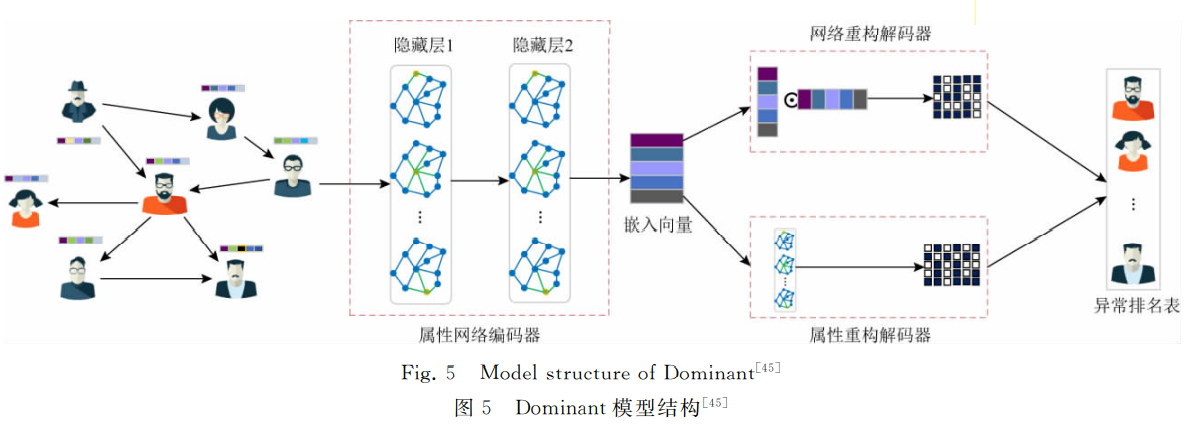 网络重构解码器
隐藏层1
隐藏层2
⋮
⋮
嵌入向量
⋮
属性网络编码器
属性重构解码器
异常排名表
Fig. 5 Model structure of Dominant[45]
图 5 Dominant 模型结构[45]